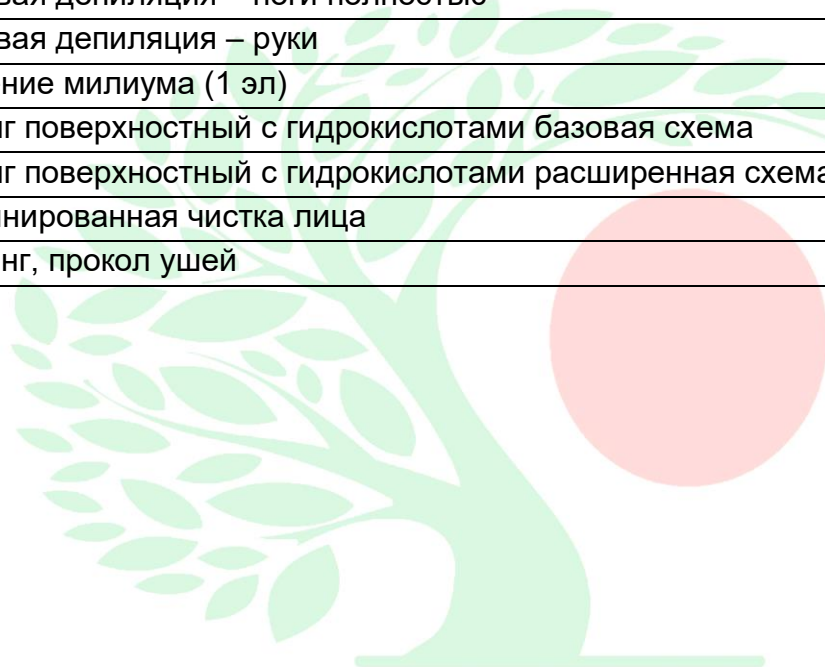 вая депиляция – ноги полностью
вая депиляция – руки
ние милиума (1 эл)
нг поверхностный с гидрокислотами базовая схема
нг поверхностный с гидрокислотами расширенная схема
нированная чистка лица
нг, прокол ушей